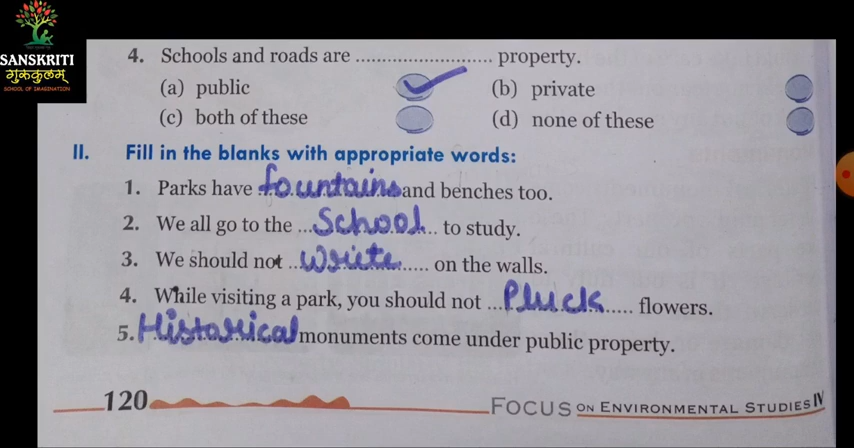 SANSKRITI
गुरुकुलम्
SCHOOL OF IMAGINATION
4. Schools and roads are ........................... property.
(a) public (b) private
(c) both of these (d) none of these
II. Fill in the blanks with appropriate words:
1. Parks have fountains and benches too.
2. We all go to the ...School... to study.
3. We should not ...write...... on the walls.
4. While visiting a park, you should not ...Pluck...... flowers.
5. Historical monuments come under public property.
120 FOCUS ON ENVIRONMENTAL STUDIES IV